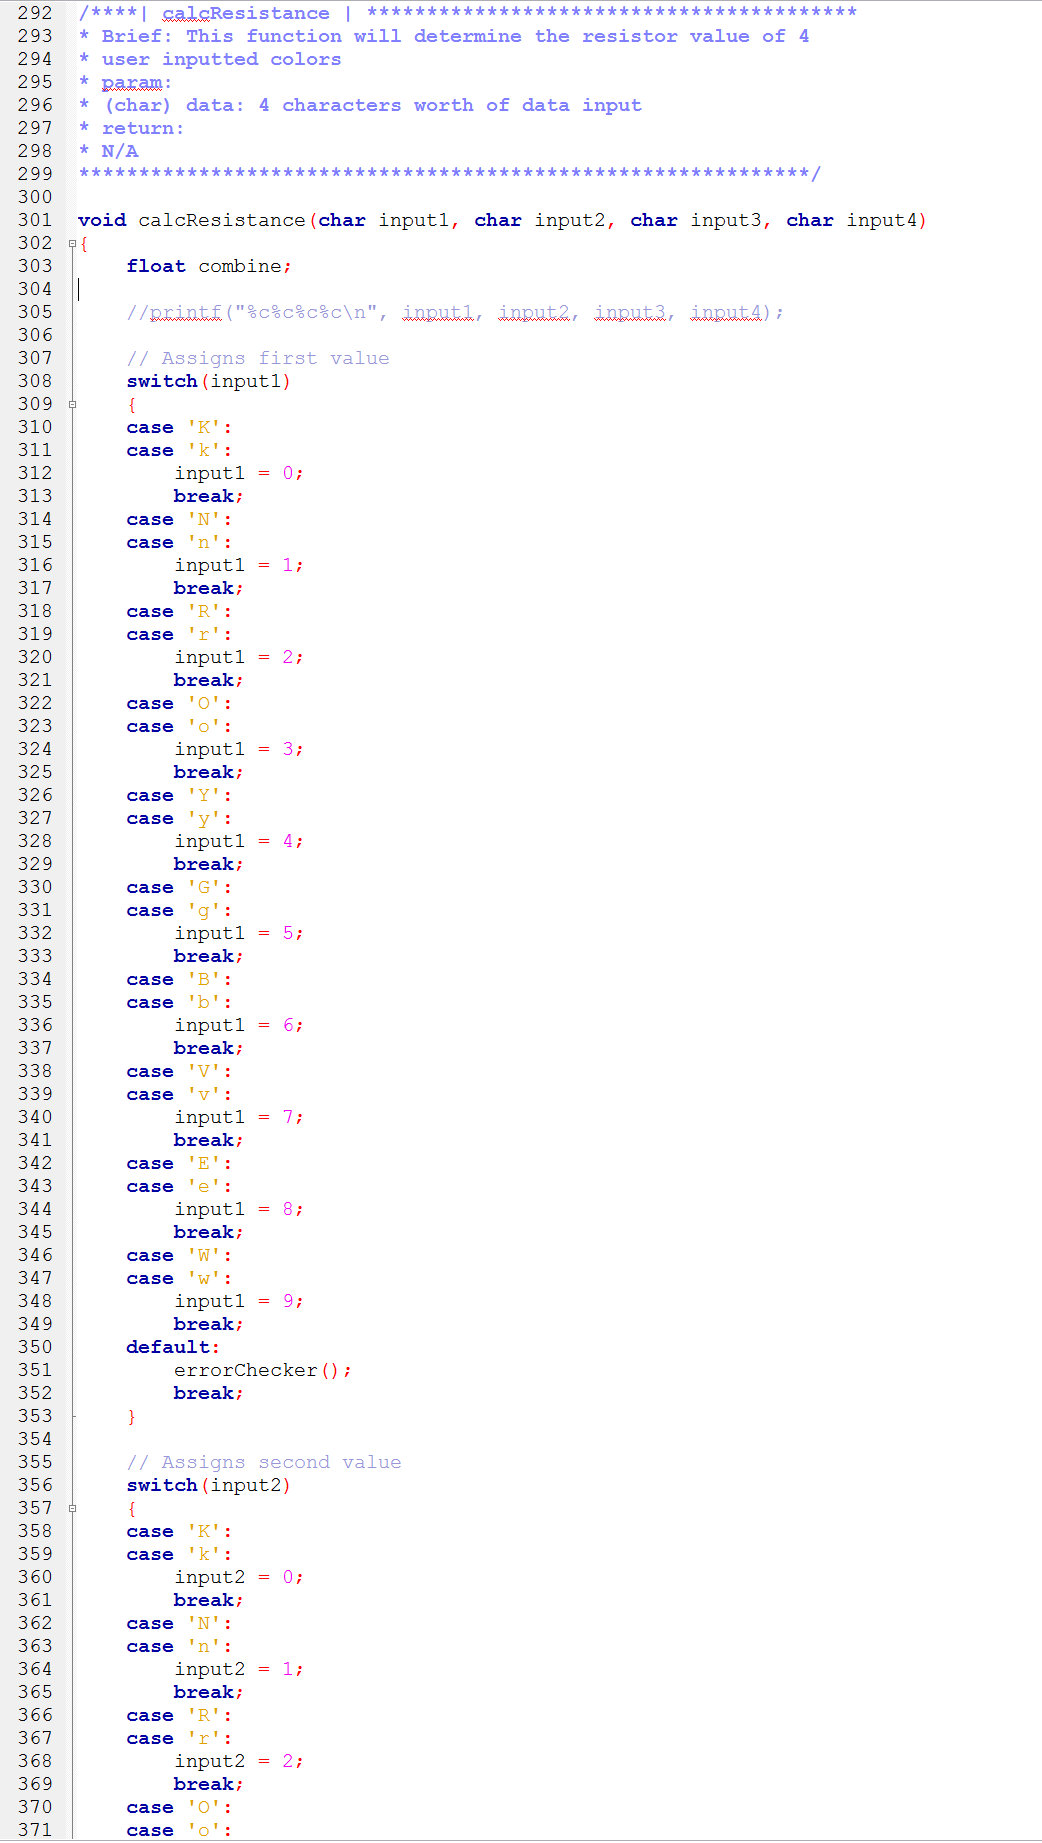 292 /****| calcResistance | *****************************************
293 * Brief: This function will determine the resistor value of 4
294 * user inputted colors
295 * param:
296 * (char) data: 4 characters worth of data input
297 * return:
298 * N/A
299 *************************************************************/
300
301 void calcResistance(char input1, char input2, char input3, char input4)
302 {
303     float combine;
304
305     //printf("%c%c%c%c\n", input1, input2, input3, input4);
306
307     // Assigns first value
308     switch(input1)
309     {
310     case 'K':
311     case 'k':
312         input1 = 0;
313         break;
314     case 'N':
315     case 'n':
316         input1 = 1;
317         break;
318     case 'R':
319     case 'r':
320         input1 = 2;
321         break;
322     case 'O':
323     case 'o':
324         input1 = 3;
325         break;
326     case 'Y':
327     case 'y':
328         input1 = 4;
329         break;
330     case 'G':
331     case 'g':
332         input1 = 5;
333         break;
334     case 'B':
335     case 'b':
336         input1 = 6;
337         break;
338     case 'V':
339     case 'v':
340         input1 = 7;
341         break;
342     case 'E':
343     case 'e':
344         input1 = 8;
345         break;
346     case 'W':
347     case 'w':
348         input1 = 9;
349         break;
350     default:
351         errorChecker();
352         break;
353     }
354
355     // Assigns second value
356     switch(input2)
357     {
358     case 'K':
359     case 'k':
360         input2 = 0;
361         break;
362     case 'N':
363     case 'n':
364         input2 = 1;
365         break;
366     case 'R':
367     case 'r':
368         input2 = 2;
369         break;
370     case 'O':
371     case 'o':